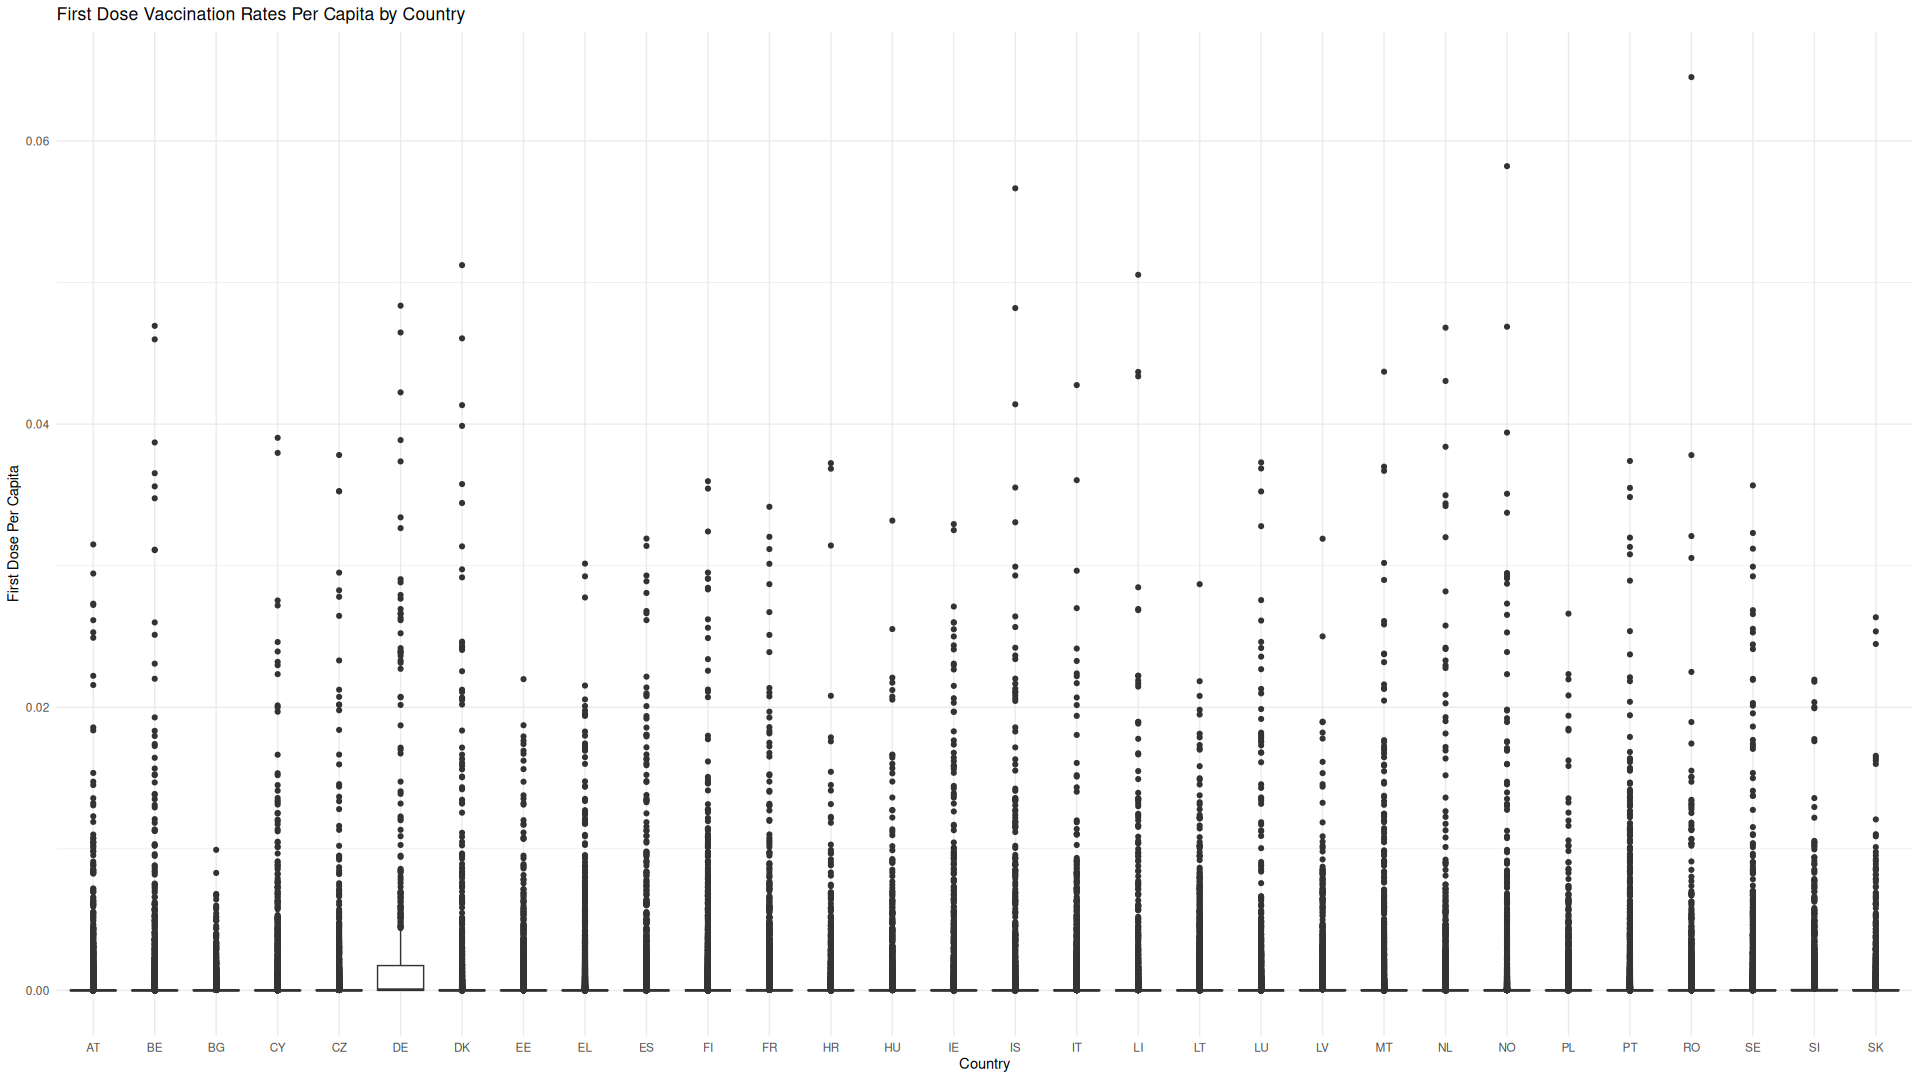 First Dose Vaccination Rates Per Capita by Country
First Dose Per Capita
0.06
0.04
0.02
0.00
AT BE BG CY CZ DE DK EE EL ES FI FR HR HU IE IS IT LI LT LU LV MT NL NO PL PT RO SE SI SK
Country